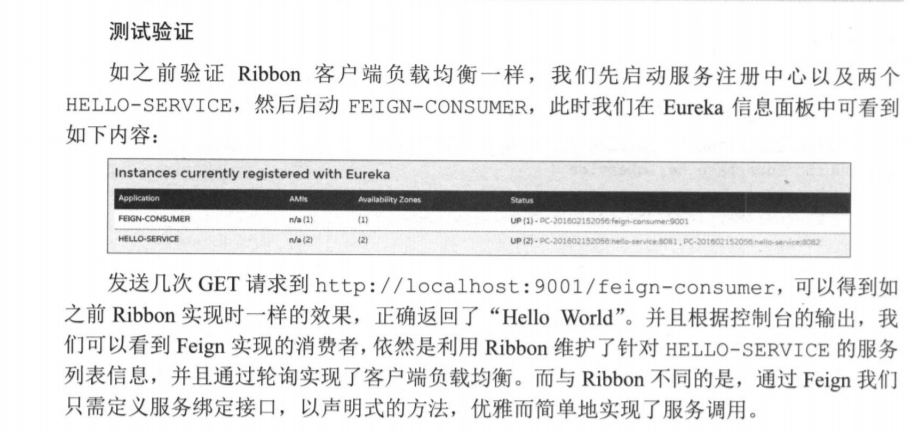 测试验证
如之前验证 Ribbon 客户端负载均衡一样，我们先启动服务注册中心以及两个
HELLO-SERVICE，然后启动 FEIGN-CONSUMER，此时我们在 Eureka 信息面板中可看到
如下内容：
Instances currently registered with Eureka
Application AMIs Availability Zones Status
FEIGN-CONSUMER n/a (1) (1) UP (1) - PC-201602152056:feign-consumer:9001
HELLO-SERVICE n/a (2) (2) UP (2) - PC-201602152056:hello-service:8081 , PC-201602152056:hello-service:8082
发送几次 GET 请求到 http://localhost:9001/feign-consumer，可以得到如
之前 Ribbon 实现时一样的效果，正确返回了“Hello World”。并且根据控制台的输出，我
们可以看到 Feign 实现的消费者，依然是利用 Ribbon 维护了针对 HELLO-SERVICE 的服务
列表信息，并且通过轮询实现了客户端负载均衡。而与 Ribbon 不同的是，通过 Feign 我们
只需定义服务绑定接口，以声明式的方法，优雅而简单地实现了服务调用。